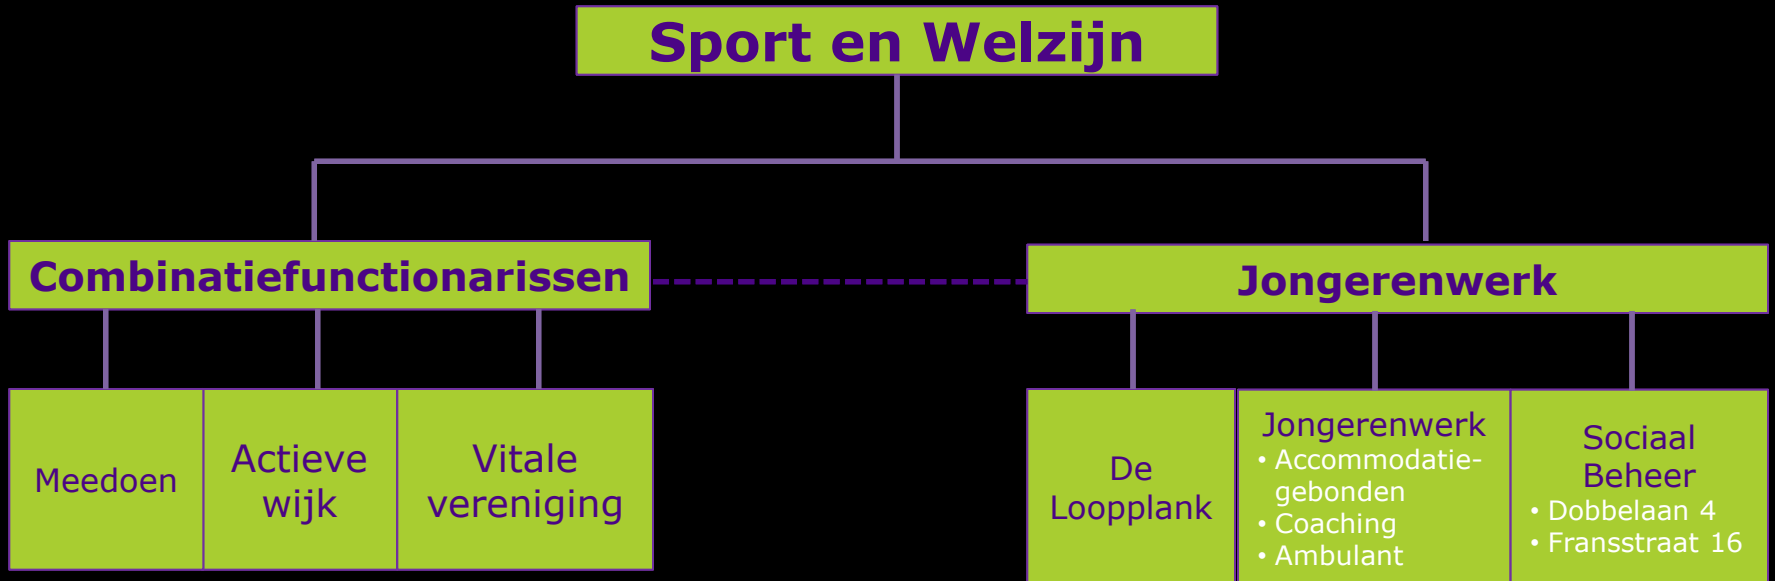 Sport en Welzijn
Combinatiefunctionarissen
Jongerenwerk
Meedoen
Actieve
wijk
Vitale
vereniging
De
Loopplank
Jongerenwerk
• Accommodatie-
gebonden
• Coaching
• Ambulant
Sociaal
Beheer
• Dobbelaan 4
• Fransstraat 16